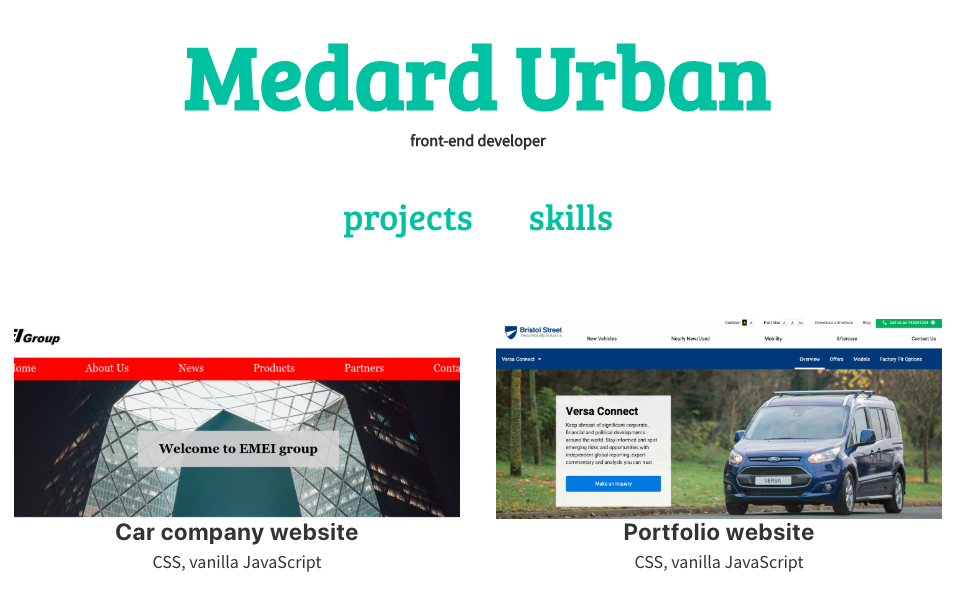 Medard Urban
front-end developer
projects skills
Group
ome About Us News Products Partners Conta
Welcome to EMEI group
Car company website
CSS, vanilla JavaScript
Contrast A A Font Size A- A A+ Download a Brochure Blog
Bristol Street
Versa Mobility Solutions
New Vehicles Nearly New/Used Mobility Aftercare Contact Us
Versa Connect Overview Offers Models Factory Fit Options
Versa Connect
Keep abreast of significant corporate,
financial and political developments
around the world. Stay informed and spot
emerging risks and opportunities with
independent global reporting, expert
commentary and analysis you can trust.
Make an Inquiry
VERSA
Portfolio website
CSS, vanilla JavaScript